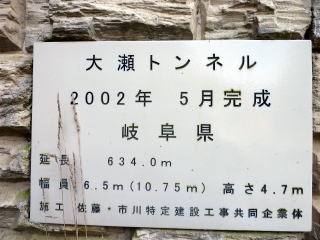 大瀬トンネル
2002年 5月完成
岐阜県
延長 634.0m
幅員 6.5m(10.75m) 高さ4.7m
施工 佐藤・市川特定建設工事共同企業体